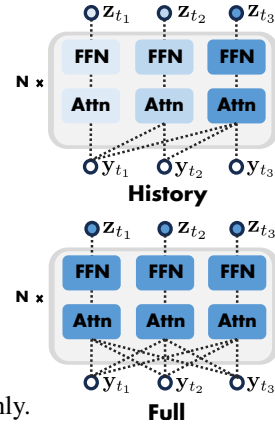 z_{t_1} z_{t_2} z_{t_3}
FFN FFN FFN
N x
Attn Attn Attn
y_{t_1} y_{t_2} y_{t_3}
History
z_{t_1} z_{t_2} z_{t_3}
FFN FFN FFN
N x
Attn Attn Attn
y_{t_1} y_{t_2} y_{t_3}
nly.
Full